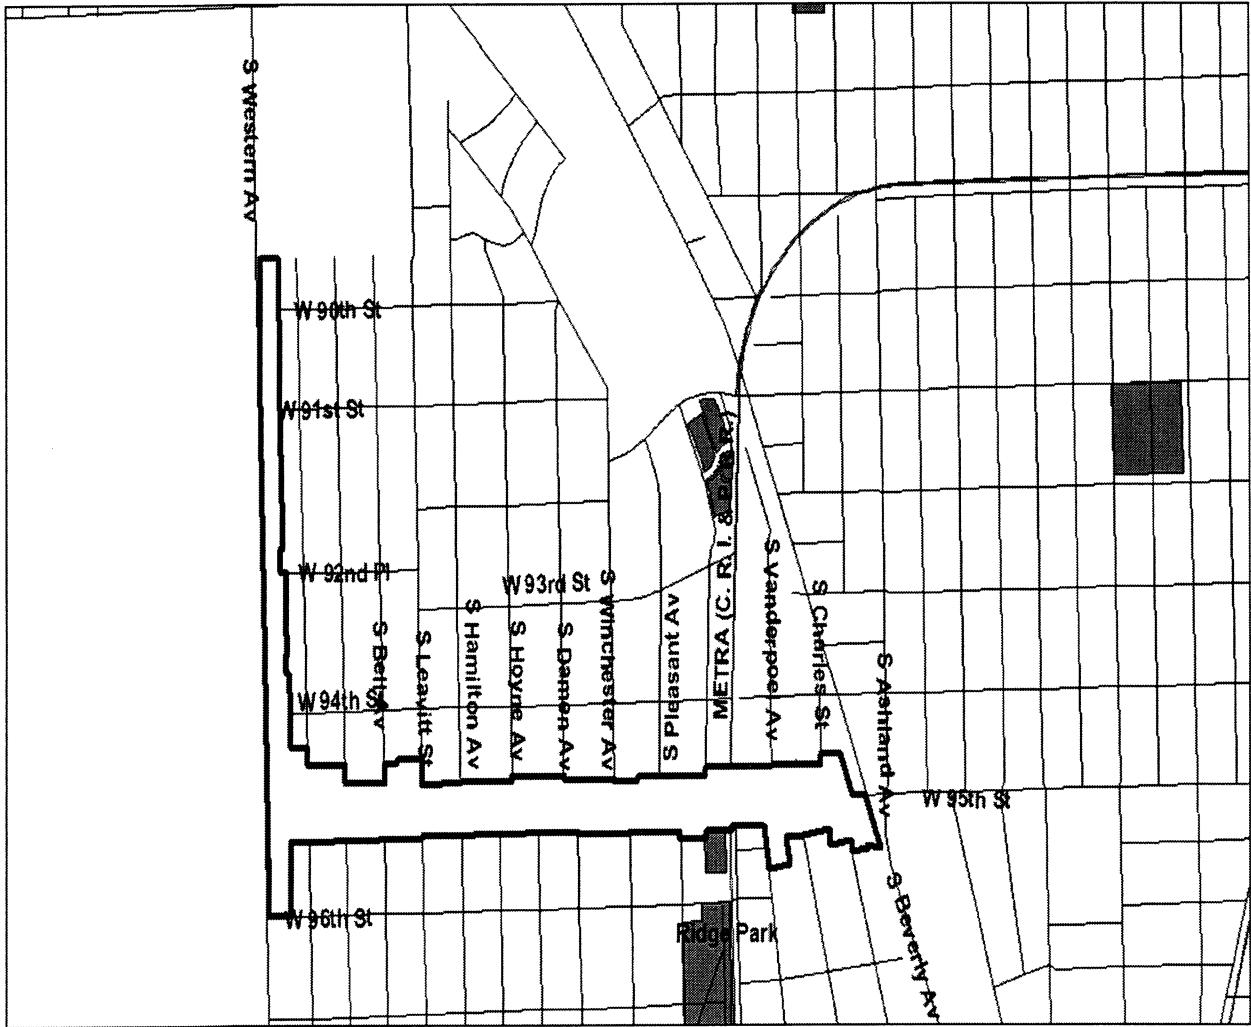 S Western Av
W 90th St
W 91st St
W 92nd Pl
W 93rd St
S Bell Av
S Leavitt St
S Hamilton Av
S Hoyne Av
S Damen Av
S Winchester Av
S Pleasant Av
METRA (C. R. I. & P. R.R.)
S Vanderpoel Av
S Charles St
S Ashland Av
W 94th St
W 95th St
W 96th St
Ridge Park
S Beverly Av